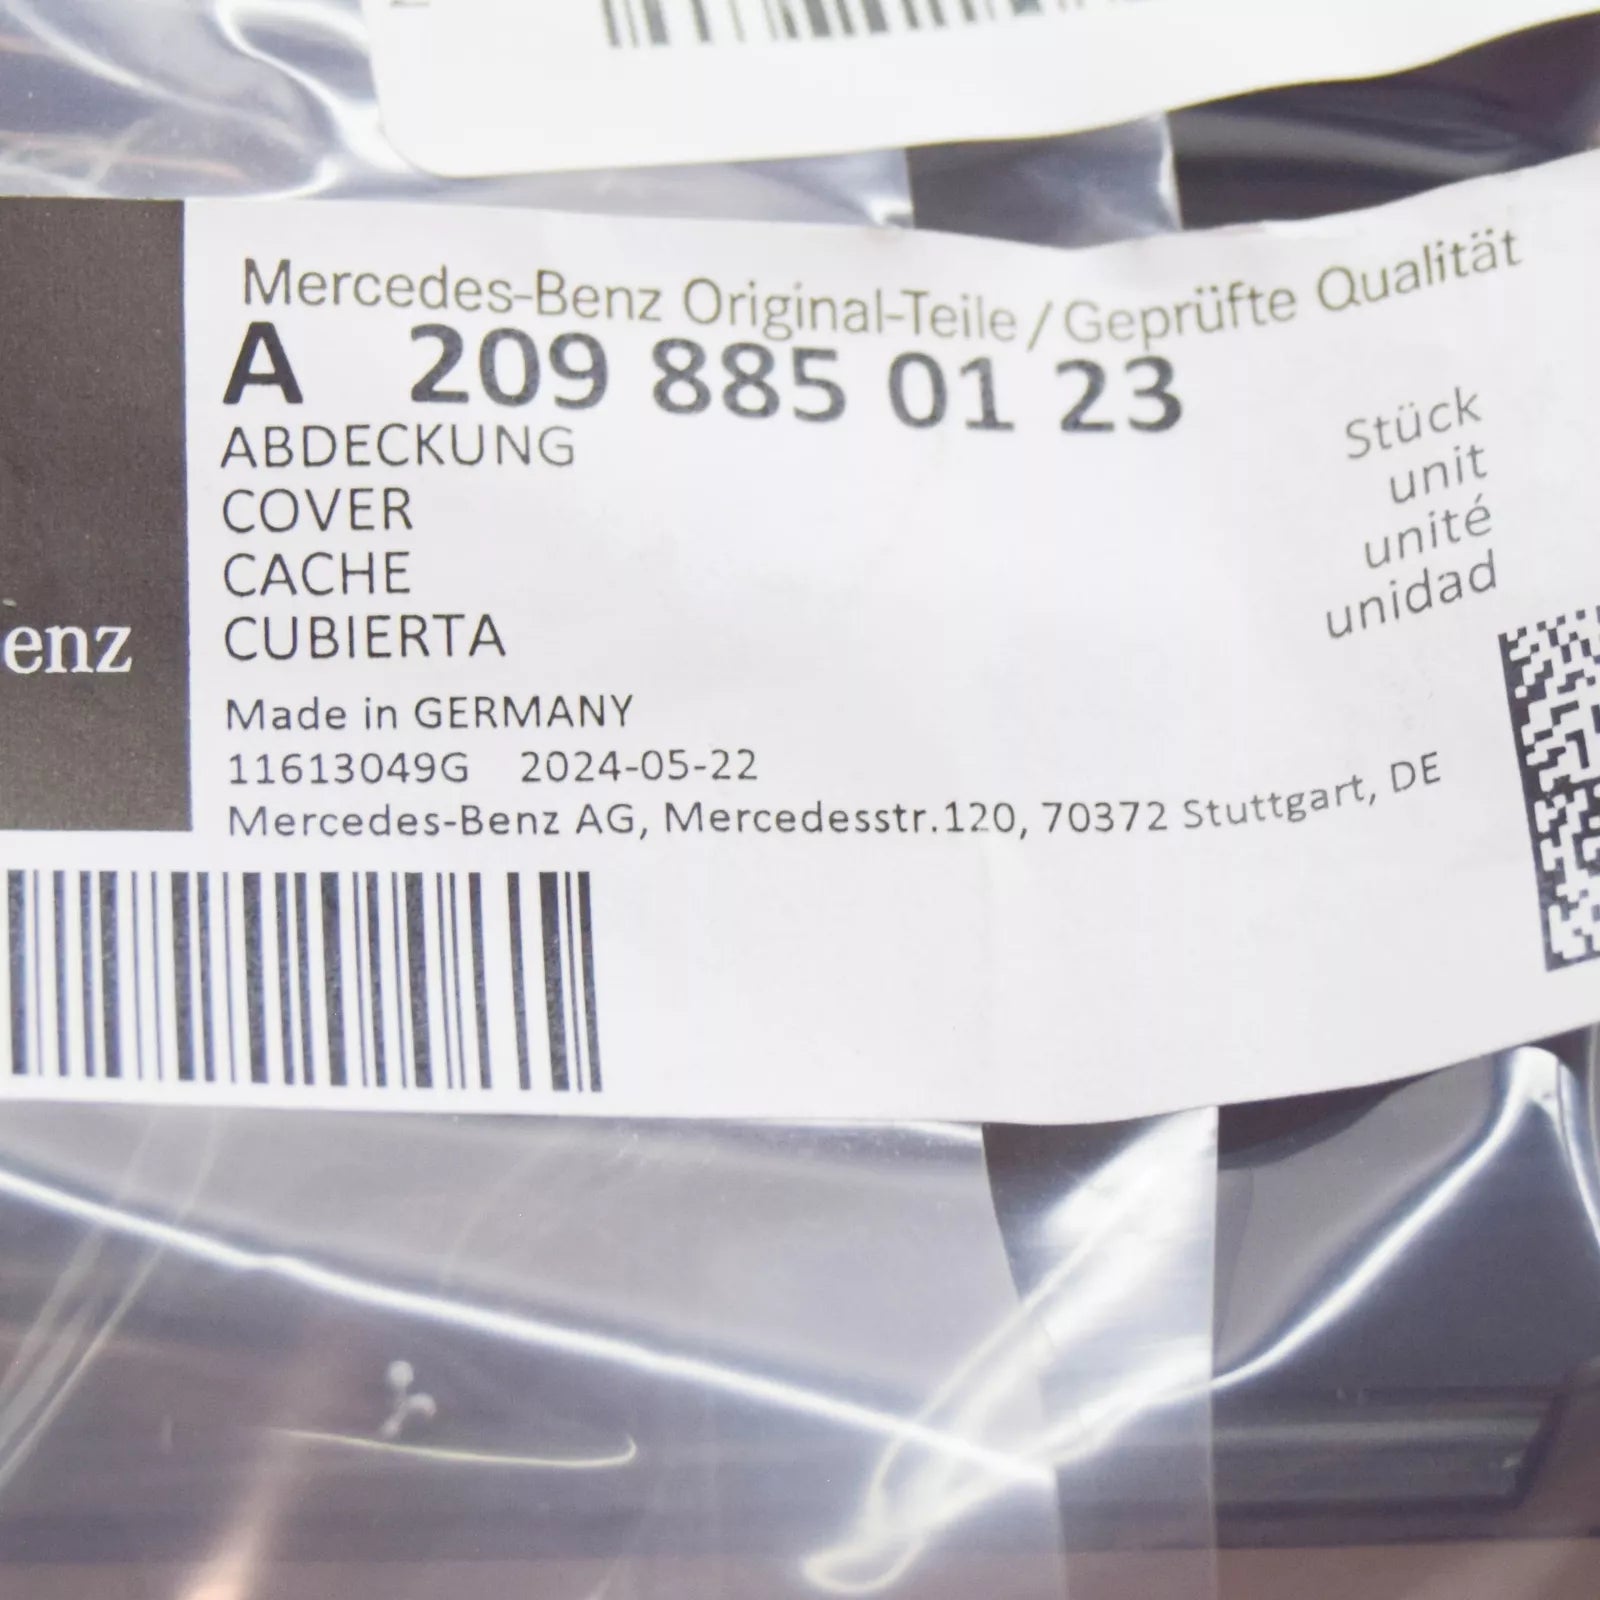 Mercedes-Benz Original-Teile / Geprüfte Qualität
A 209 885 01 23
ABDECKUNG
COVER
CACHE
CUBIERTA
Stück
unit
unité
unidad
enz
Made in GERMANY
11613049G 2024-05-22
Mercedes-Benz AG, Mercedesstr.120, 70372 Stuttgart, DE